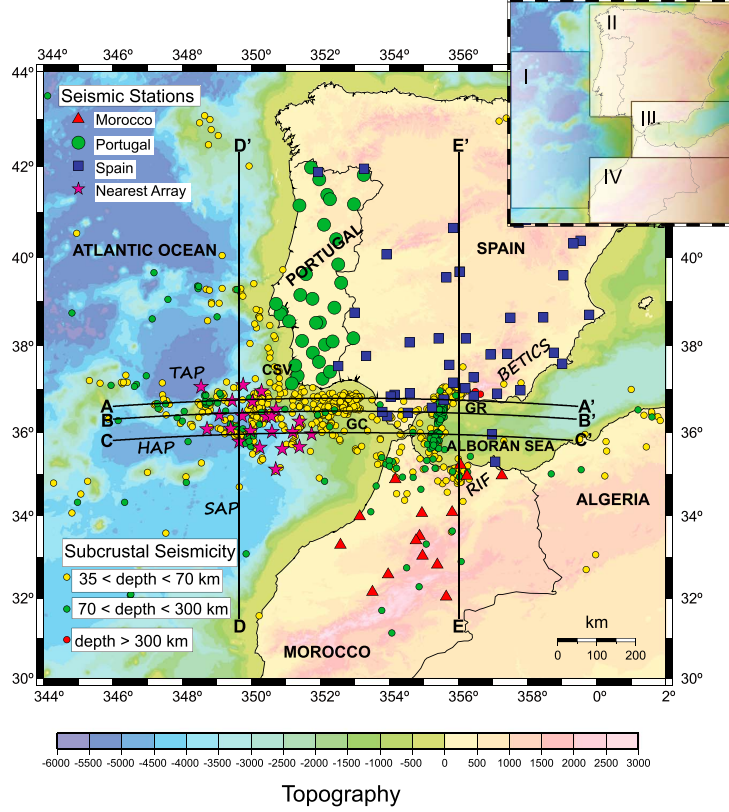 344º 346º 348º 350º 352º 354º 356º
II
I
III
IV
44º
Seismic Stations
Morocco
Portugal
Spain
Nearest Array
D’ E’
42º
ATLANTIC OCEAN
PORTUGAL
SPAIN
40º 40º
38º 38º
TAP
CSV
BETICS
A A’
GR
B B’
GC
36º 36º
C C’
HAP
ALBORAN SEA
RIF
SAP
ALGERIA
34º 34º
Subcrustal Seismicity
35 < depth < 70 km
70 < depth < 300 km
depth > 300 km
32º 32º
D E
km
0 100 200
MOROCCO
30º 30º
344º 346º 348º 350º 352º 354º 356º 358º 0º 2º
-6000 -5500 -5000 -4500 -4000 -3500 -3000 -2500 -2000 -1500 -1000 -500 0 500 1000 1500 2000 2500 3000
Topography